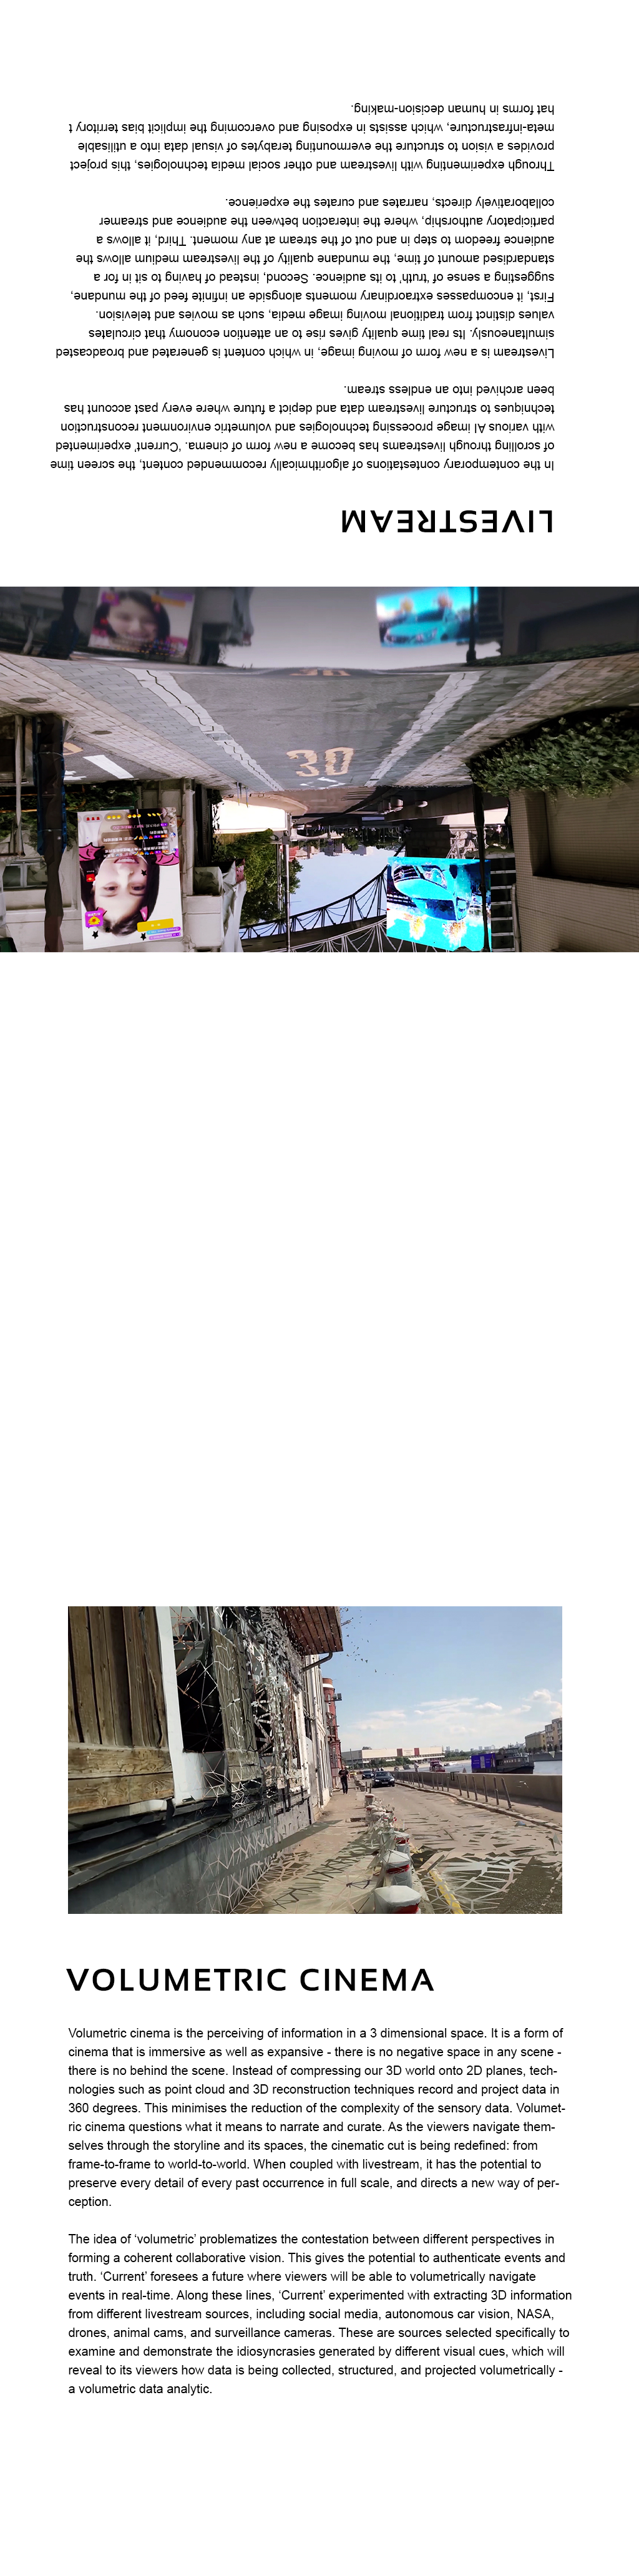 LIVESTREAM
In the contemporary contestations of algorithmically recommended content, the screen time
of scrolling through livestreams has become a new form of cinema. ‘Current’ experimented
with various AI image processing technologies and volumetric environment reconstruction
techniques to structure livestream data and depict a future where every past account has
been archived into an endless stream.
Livestream is a new form of moving image, in which content is generated and broadcasted
simultaneously. Its real time quality gives rise to an attention economy that circulates
values distinct from traditional moving image media, such as movies and television.
First, it encompasses extraordinary moments alongside an infinite feed of the mundane,
suggesting a sense of ‘truth’ to its audience. Second, instead of having to sit in for a
standardised amount of time, the mundane quality of the livestream medium allows the
audience freedom to step in and out of the stream at any moment. Third, it allows a
participatory authorship, where the interaction between the audience and streamer
collaboratively directs, narrates and curates the experience.
Through experimenting with livestream and other social media technologies, this project
provides a vision to structure the evermounting terabytes of visual data into a utilisable
meta-infrastructure, which assists in exposing and overcoming the implicit bias territory t
hat forms in human decision-making.
30
VOLUMETRIC CINEMA
Volumetric cinema is the perceiving of information in a 3 dimensional space. It is a form of
cinema that is immersive as well as expansive - there is no negative space in any scene -
there is no behind the scene. Instead of compressing our 3D world onto 2D planes, tech-
nologies such as point cloud and 3D reconstruction techniques record and project data in
360 degrees. This minimises the reduction of the complexity of the sensory data. Volumet-
ric cinema questions what it means to narrate and curate. As the viewers navigate them-
selves through the storyline and its spaces, the cinematic cut is being redefined: from
frame-to-frame to world-to-world. When coupled with livestream, it has the potential to
preserve every detail of every past occurrence in full scale, and directs a new way of per-
ception.
The idea of ‘volumetric’ problematizes the contestation between different perspectives in
forming a coherent collaborative vision. This gives the potential to authenticate events and
truth. ‘Current’ foresees a future where viewers will be able to volumetrically navigate
events in real-time. Along these lines, ‘Current’ experimented with extracting 3D information
from different livestream sources, including social media, autonomous car vision, NASA,
drones, animal cams, and surveillance cameras. These are sources selected specifically to
examine and demonstrate the idiosyncrasies generated by different visual cues, which will
reveal to its viewers how data is being collected, structured, and projected volumetrically -
a volumetric data analytic.